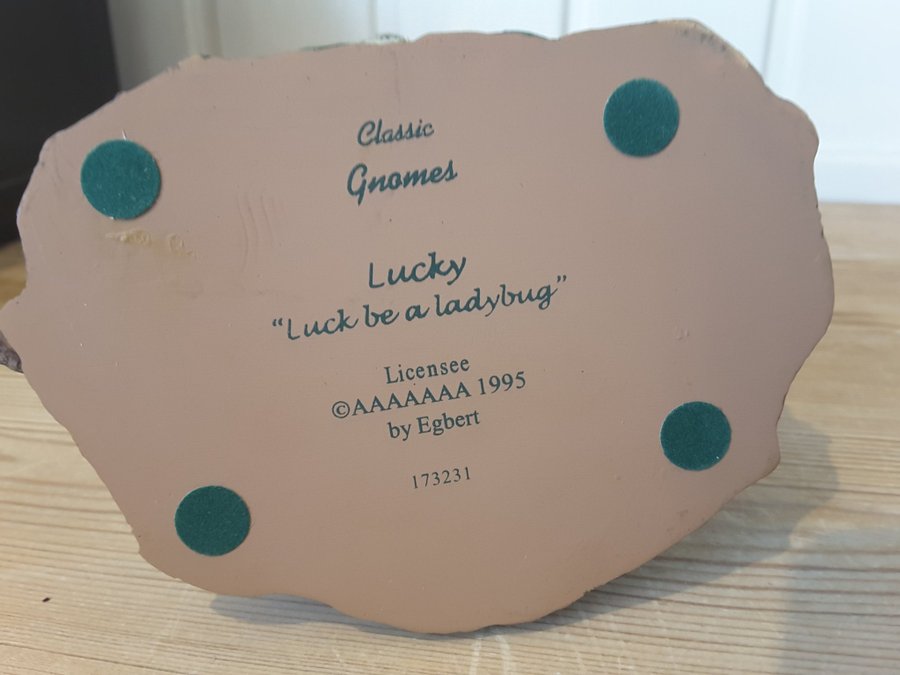 Classic
Gnomes
Lucky
“Luck be a ladybug”
Licensee
©AAAAAAA 1995
by Egbert
173231